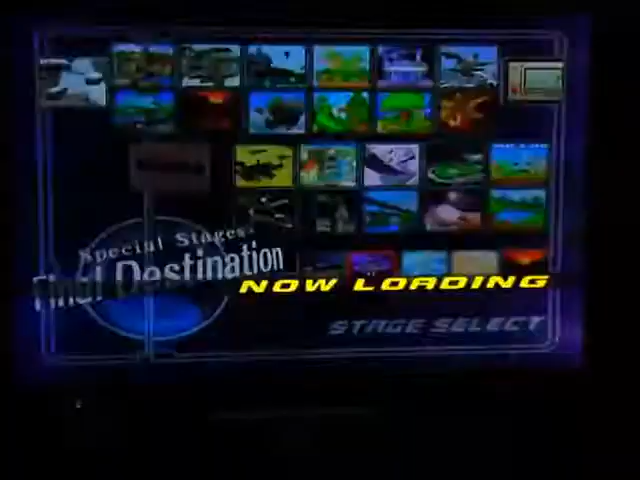 Special Stages
Final Destination
NOW LOADING
STAGE SELECT